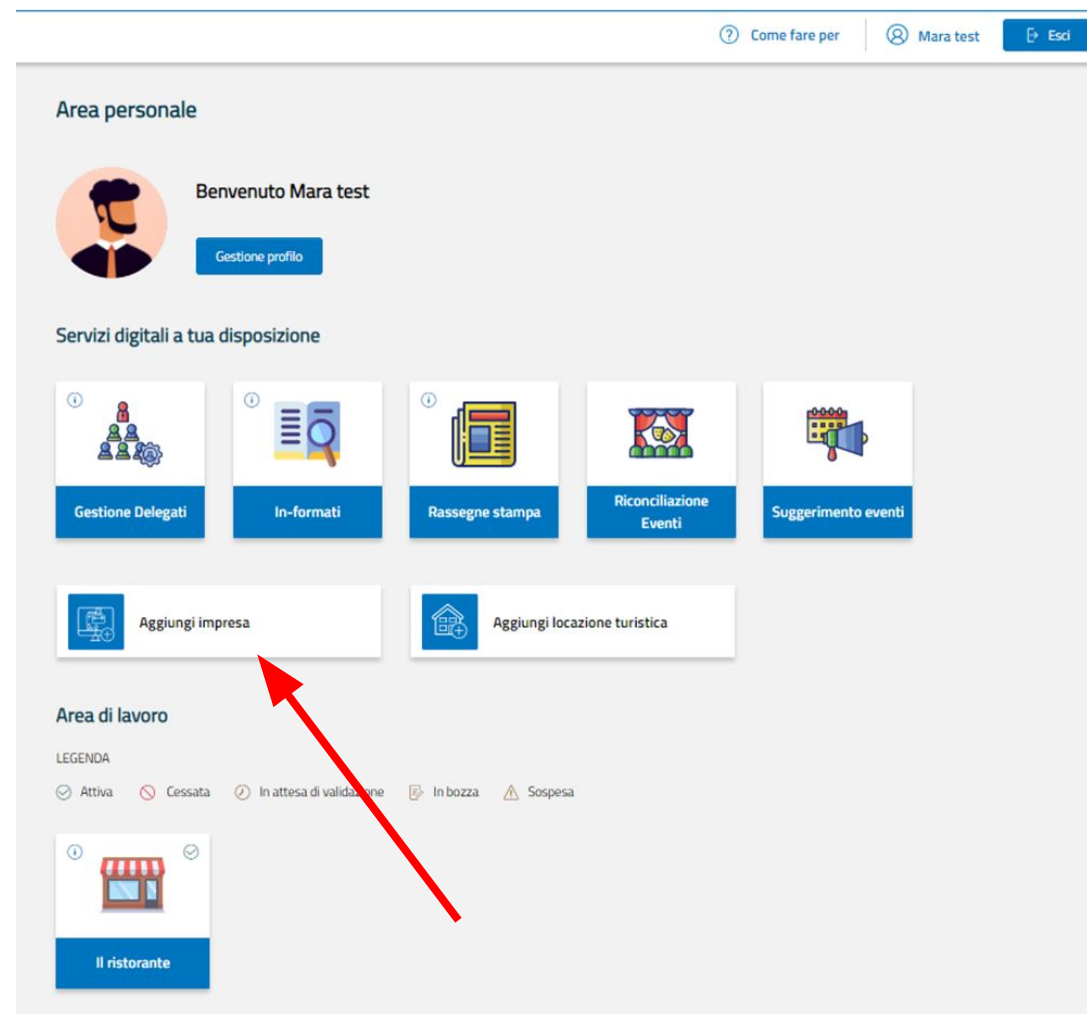 Come fare per
Mara test
Esci
Area personale
Benvenuto Mara test
Gestione profilo
Servizi digitali a tua disposizione
Gestione Delegati
In-formati
Rassegne stampa
Riconciliazione
Eventi
Suggerimento eventi
Aggiungi impresa
Aggiungi locazione turistica
Area di lavoro
LEGENDA
Attiva
Cessata
In attesa di validazione
In bozza
Sospesa
Il ristorante